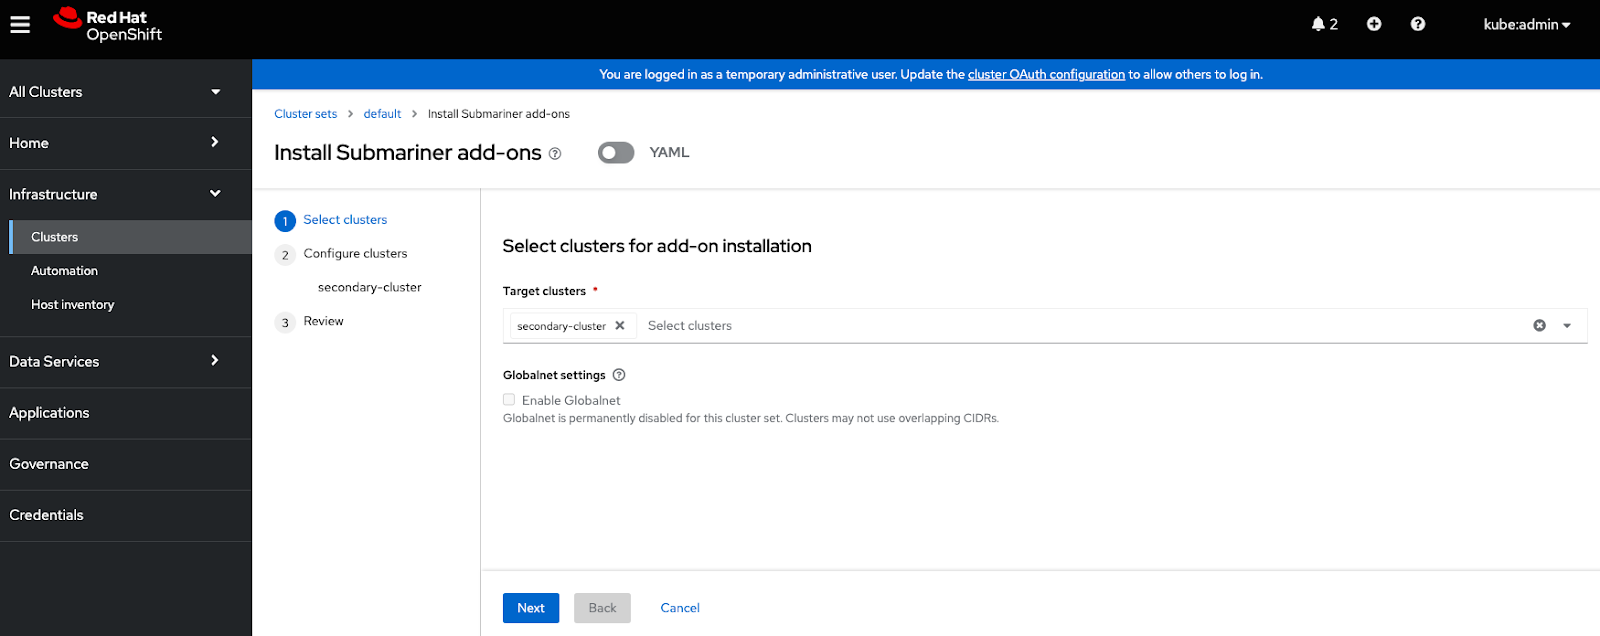 Red Hat
OpenShift
2
kube:admin
You are logged in as a temporary administrative user. Update the cluster OAuth configuration to allow others to log in.
All Clusters
Home
Infrastructure
Clusters
Automation
Host inventory
Data Services
Applications
Governance
Credentials
Cluster sets > default > Install Submariner add-ons
Install Submariner add-ons
YAML
1 Select clusters
2 Configure clusters
secondary-cluster
3 Review
Select clusters for add-on installation
Target clusters *
secondary-cluster Select clusters
Globalnet settings
Enable Globalnet
Globalnet is permanently disabled for this cluster set. Clusters may not use overlapping CIDRs.
Next Back Cancel